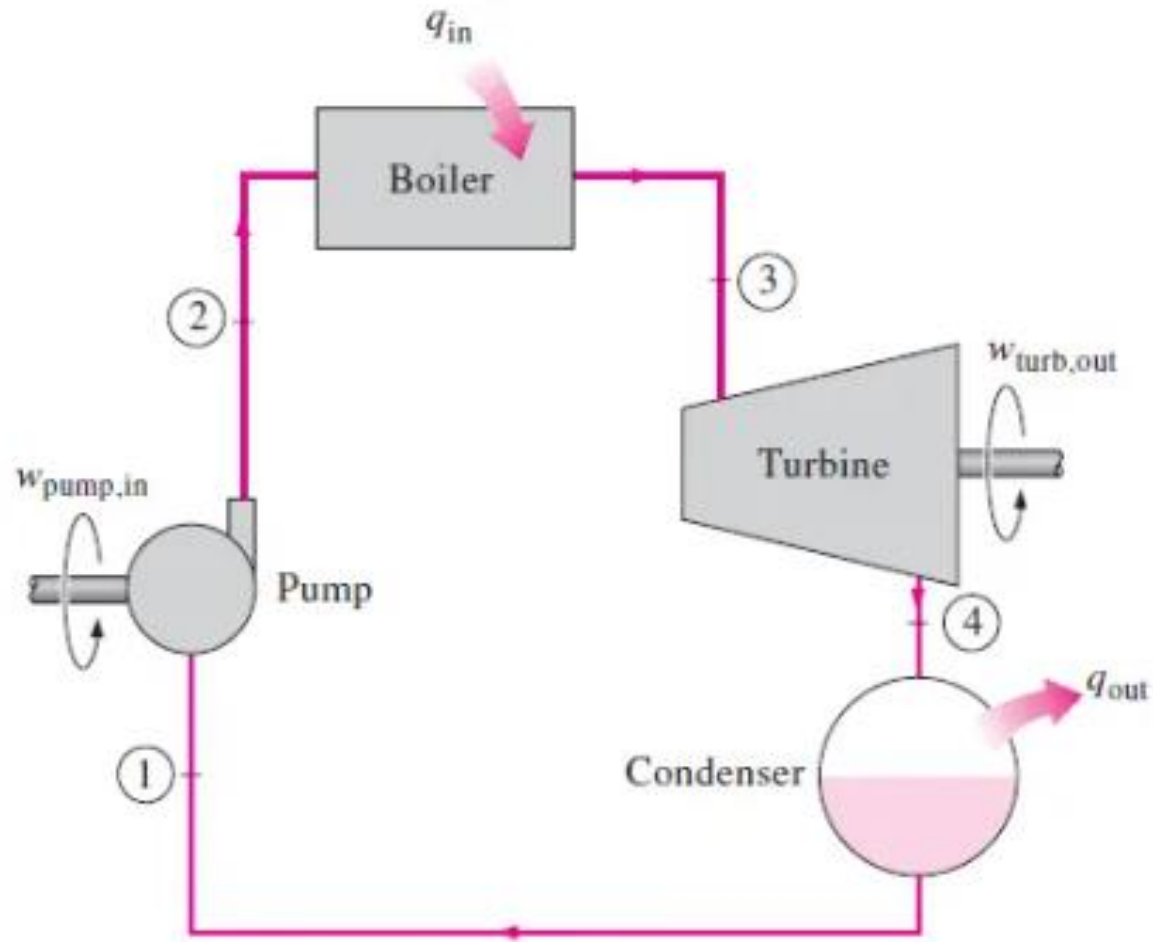 q_in
Boiler
3
2
w_turb,out
Turbine
w_pump,in
Pump
4
q_out
Condenser
1